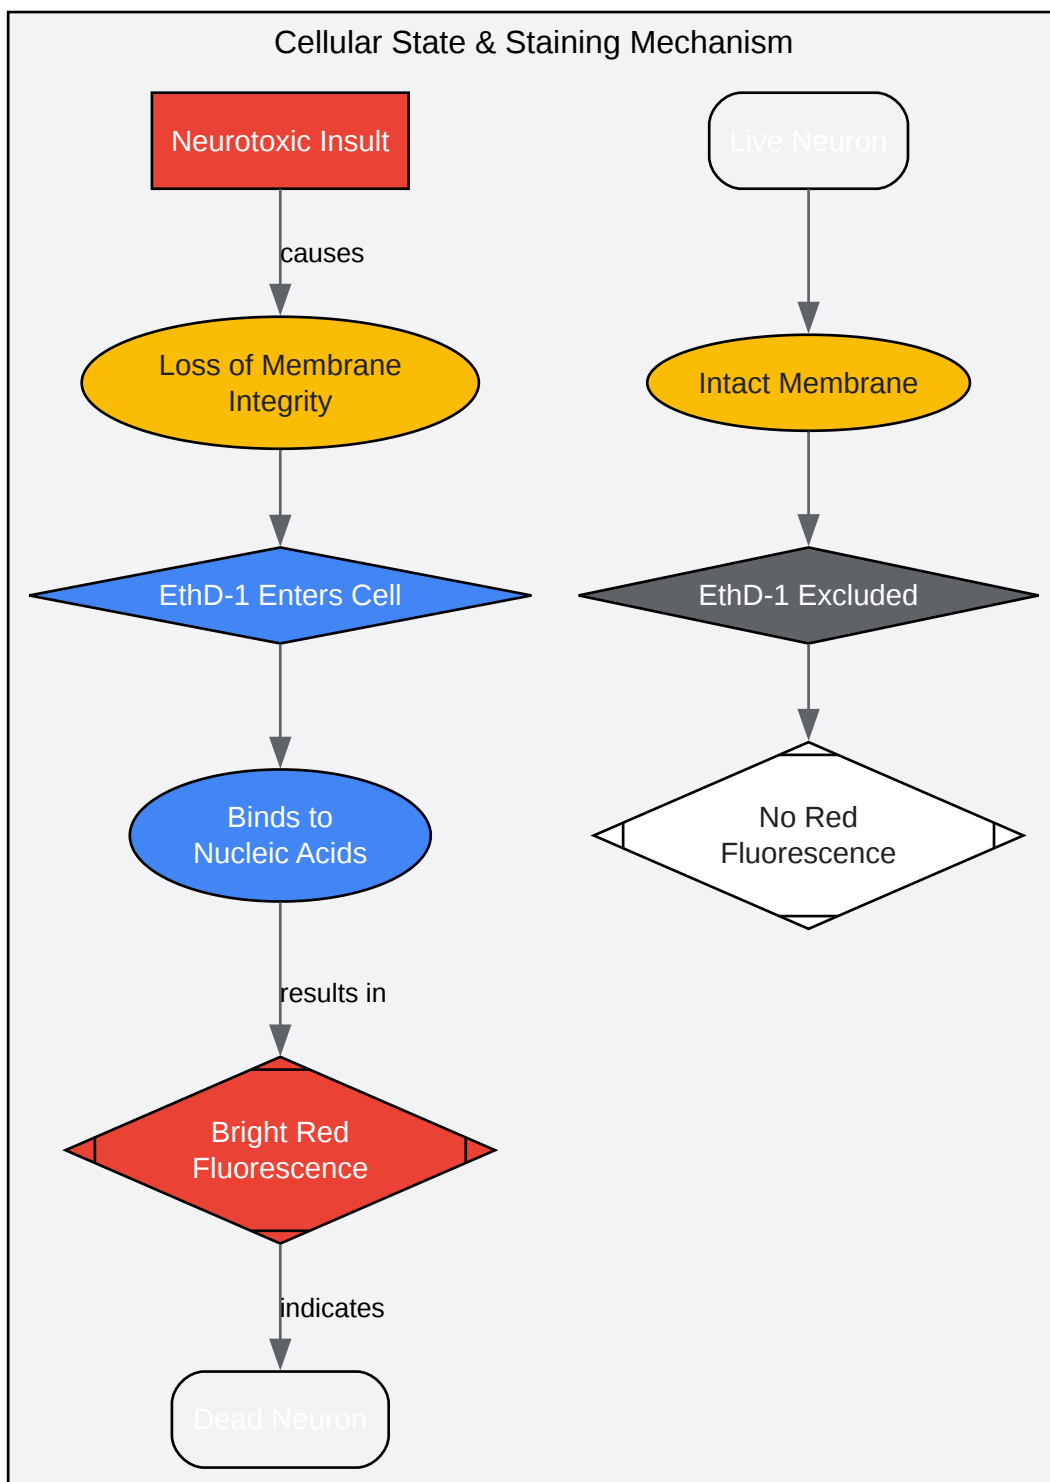 Cellular State & Staining Mechanism
Neurotoxic Insult
causes
Loss of Membrane
Integrity
EthD-1 Enters Cell
Binds to
Nucleic Acids
results in
Bright Red
Fluorescence
indicates
Dead Neuron
Live Neuron
Intact Membrane
EthD-1 Excluded
No Red
Fluorescence